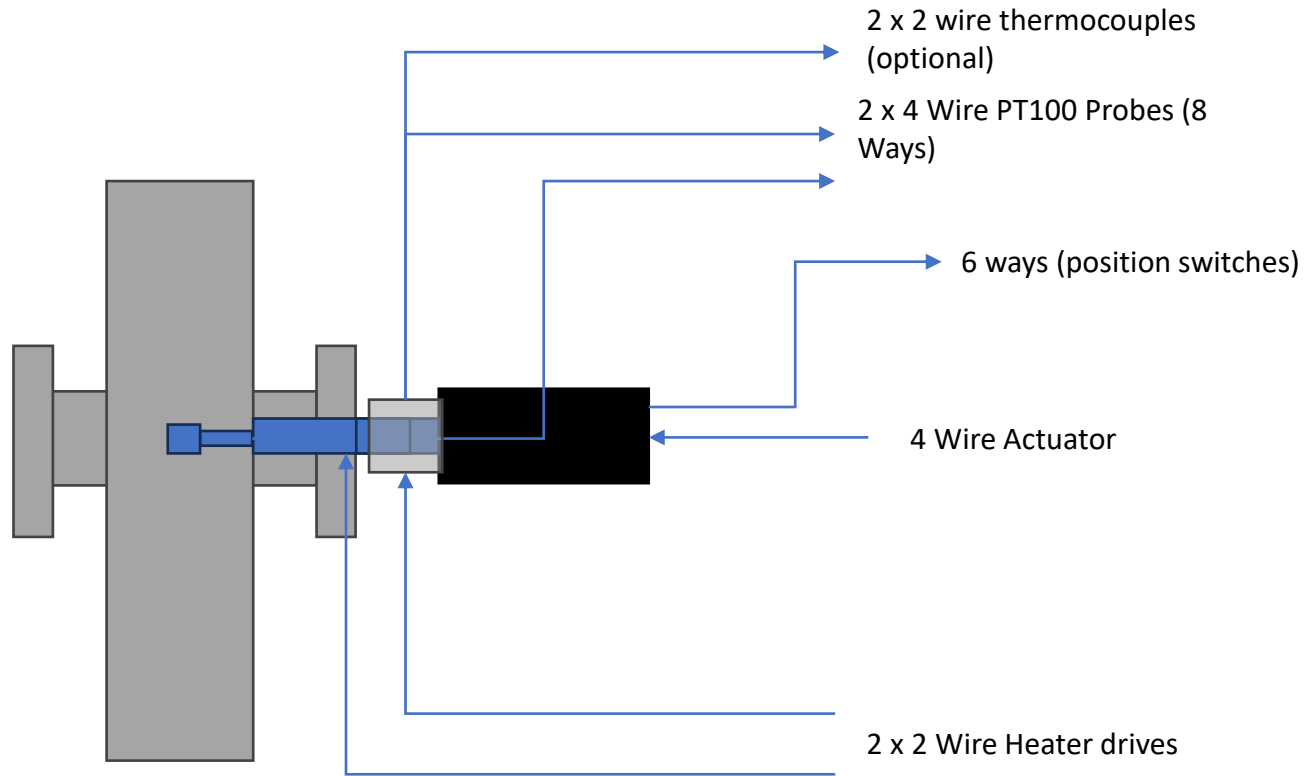 2 x 2 wire thermocouples
(optional)
2 x 4 Wire PT100 Probes (8
Ways)
6 ways (position switches)
4 Wire Actuator
2 x 2 Wire Heater drives